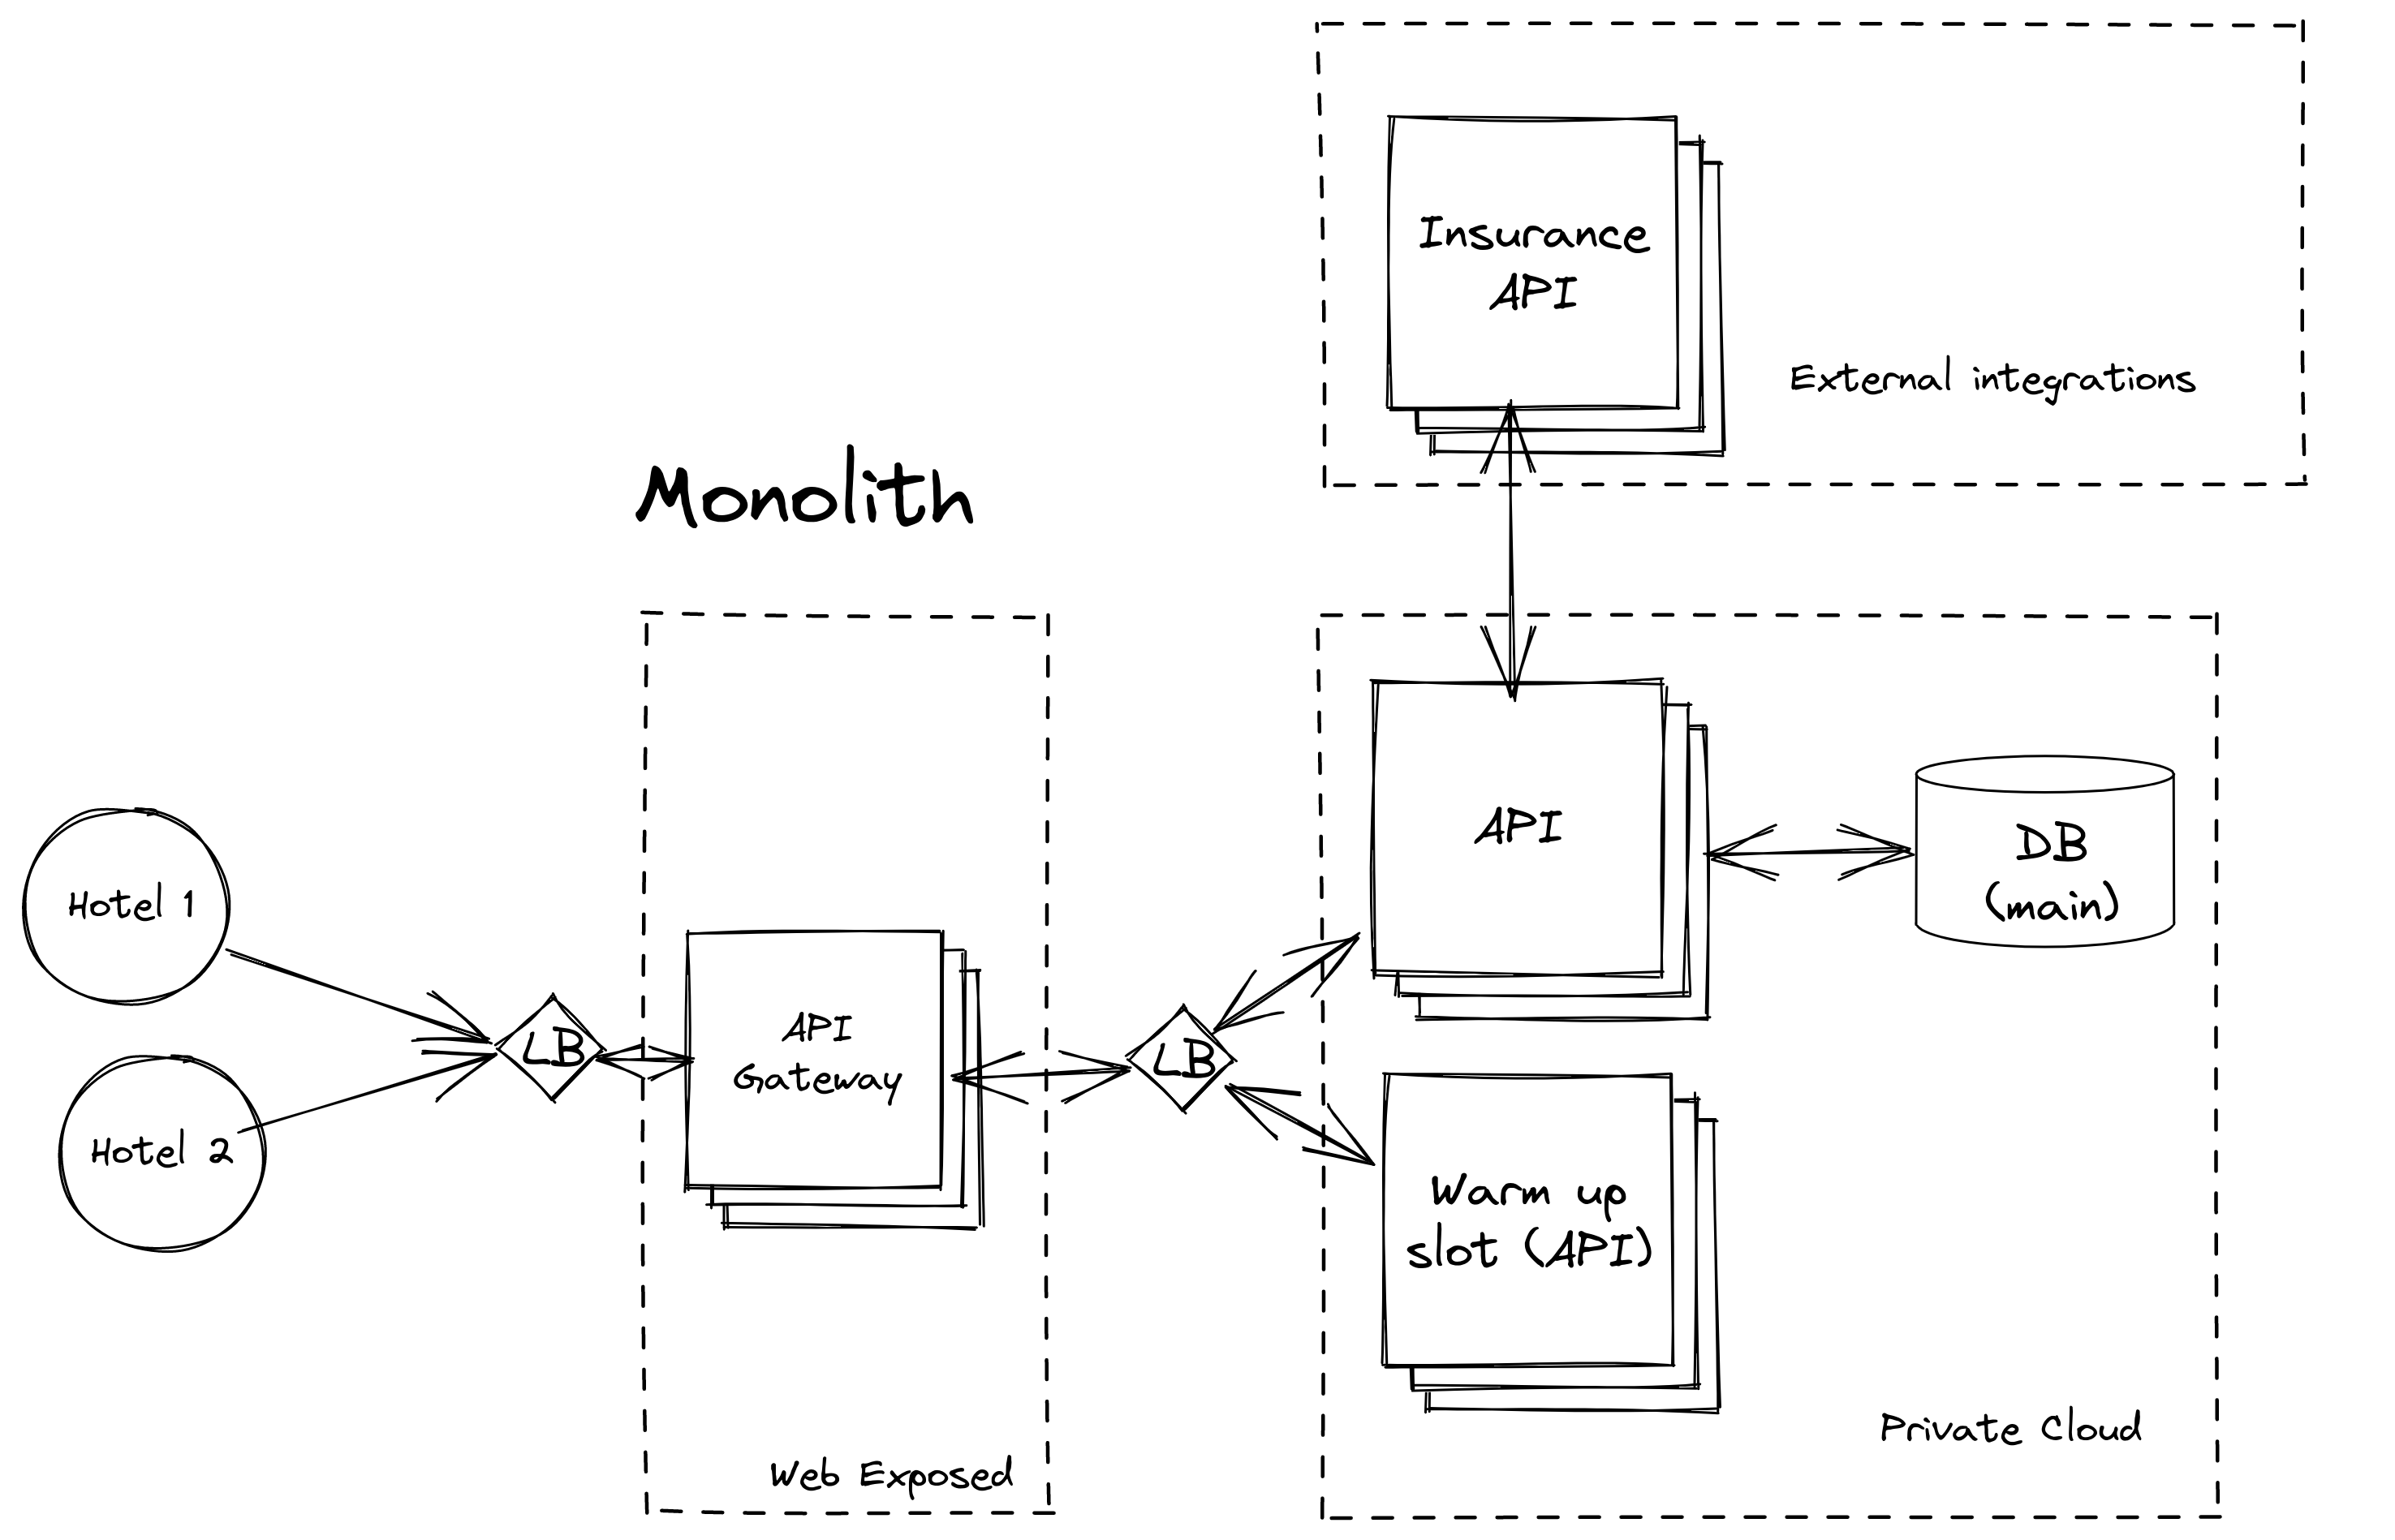 Insurance
API
External integrations
Monolith
API
DB
(main)
Hotel 1
LB
API
Gateway
LB
Hotel 2
Warm up
slot (API)
Private Cloud
Web Exposed